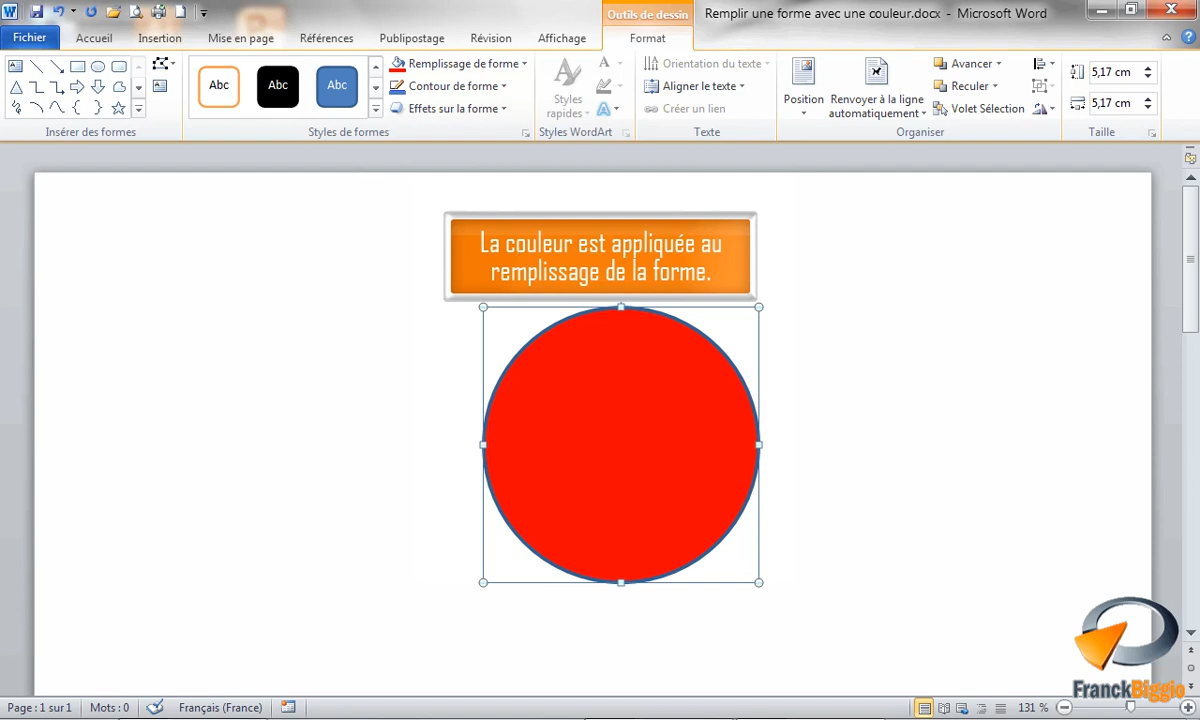 Outils de dessin
Remplir une forme avec une couleur.docx - Microsoft Word
Fichier Accueil Insertion Mise en page Références Publipostage Révision Affichage Format
Abc Abc Abc
Remplissage de forme
Contour de forme
Effets sur la forme
Styles
rapides
Orientation du texte
Aligner le texte
Créer un lien
Position
Renvoyer à la ligne
automatiquement
Avancer
Reculer
Volet Sélection
5,17 cm
5,17 cm
Insérer des formes Styles de formes Styles WordArt Texte Organiser Taille
La couleur est appliquée au
remplissage de la forme.
FranckBiggio
Page : 1 sur 1 Mots : 0 Français (France) 131 %